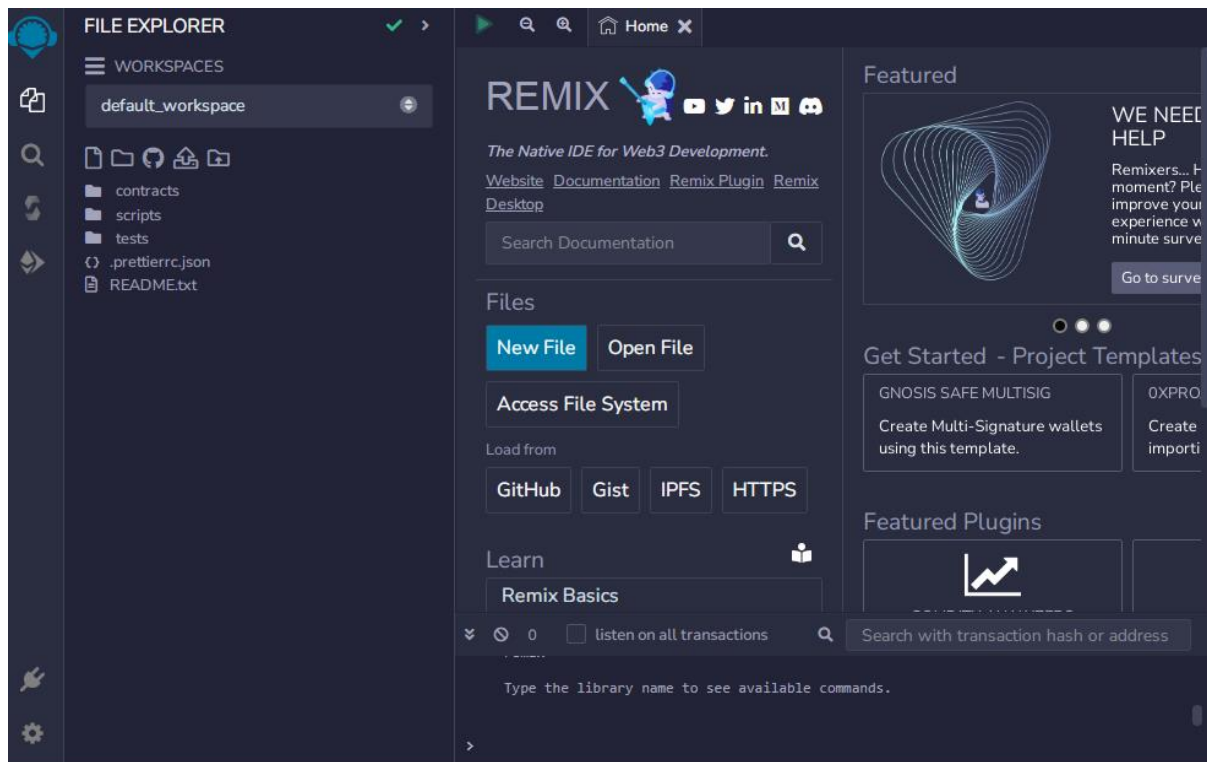 FILE EXPLORER
WORKSPACES
default_workspace
contracts
scripts
tests
.prettierrc.json
README.txt
Home
REMIX
The Native IDE for Web3 Development.
Website Documentation Remix Plugin Remix
Desktop
Search Documentation
Files
New File Open File
Access File System
Load from
GitHub Gist IPFS HTTPS
Learn
Remix Basics
Featured
WE NEED
HELP
Remixers... H
moment? Ple
improve your
experience w
minute surve
Go to surve
Get Started - Project Templates
GNOSIS SAFE MULTISIG
Create Multi-Signature wallets
using this template.
0XPRO
Create
importi
Featured Plugins
0 listen on all transactions
Search with transaction hash or address
Type the library name to see available commands.
>